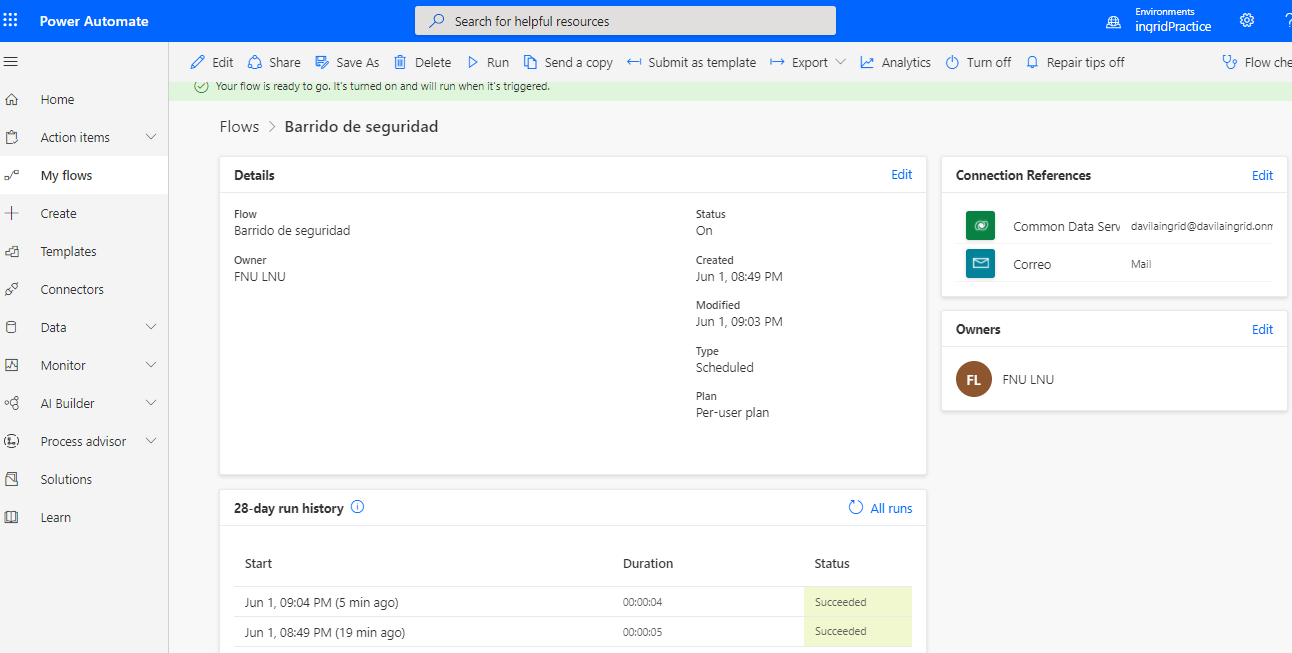 Power Automate
Search for helpful resources
Environments
ingridPractice
Edit
Share
Save As
Delete
Run
Send a copy
Submit as template
Export
Analytics
Turn off
Repair tips off
Flow che
Your flow is ready to go. It's turned on and will run when it's triggered.
Home
Action items
My flows
Create
Templates
Connectors
Data
Monitor
AI Builder
Process advisor
Solutions
Learn
Flows > Barrido de seguridad
Details
Edit
Flow
Barrido de seguridad
Owner
FNU LNU
Status
On
Created
Jun 1, 08:49 PM
Modified
Jun 1, 09:03 PM
Type
Scheduled
Plan
Per-user plan
Connection References
Edit
Common Data Serv davilaingrid@davilaingrid.onm
Correo Mail
Owners
Edit
FL
FNU LNU
28-day run history
All runs
Start Duration Status
Jun 1, 09:04 PM (5 min ago) 00:00:04 Succeeded
Jun 1, 08:49 PM (19 min ago) 00:00:05 Succeeded